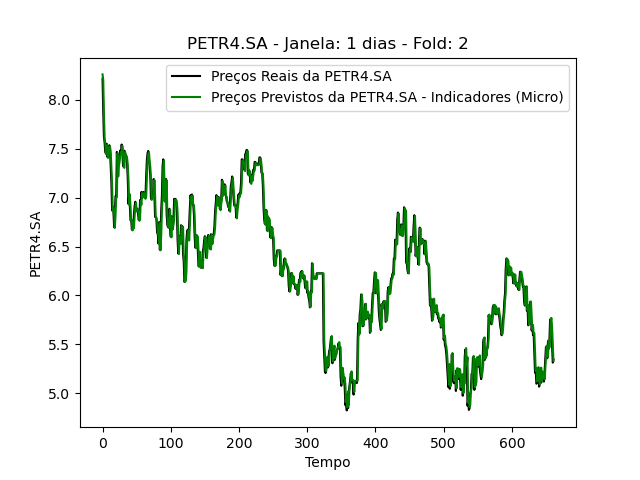 PETR4.SA - Janela: 1 dias - Fold: 2
Preços Reais da PETR4.SA
Preços Previstos da PETR4.SA - Indicadores (Micro)
PETR4.SA
8.0
7.5
7.0
6.5
6.0
5.5
5.0
0 100 200 300 400 500 600
Tempo